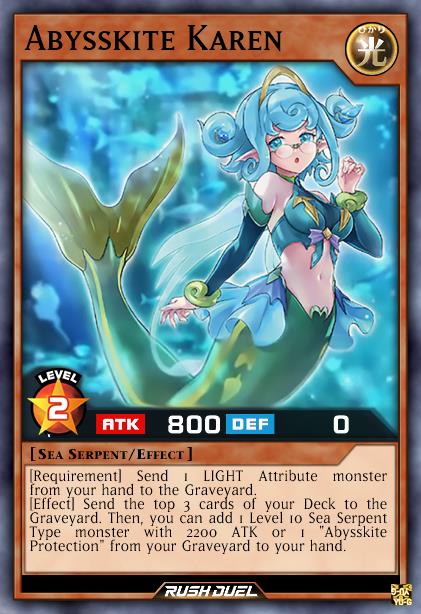 ABYSSKITE KAREN
ひかり
光
LEVEL
2
ATK 800 DEF 0
[SEA SERPENT/EFFECT]
[Requirement] Send 1 LIGHT Attribute monster
from your hand to the Graveyard.
[Effect] Send the top 3 cards of your Deck to the
Graveyard. Then, you can add 1 Level 10 Sea Serpent
Type monster with 2200 ATK or 1 "Abysskite
Protection" from your Graveyard to your hand.
RUSH DUEL